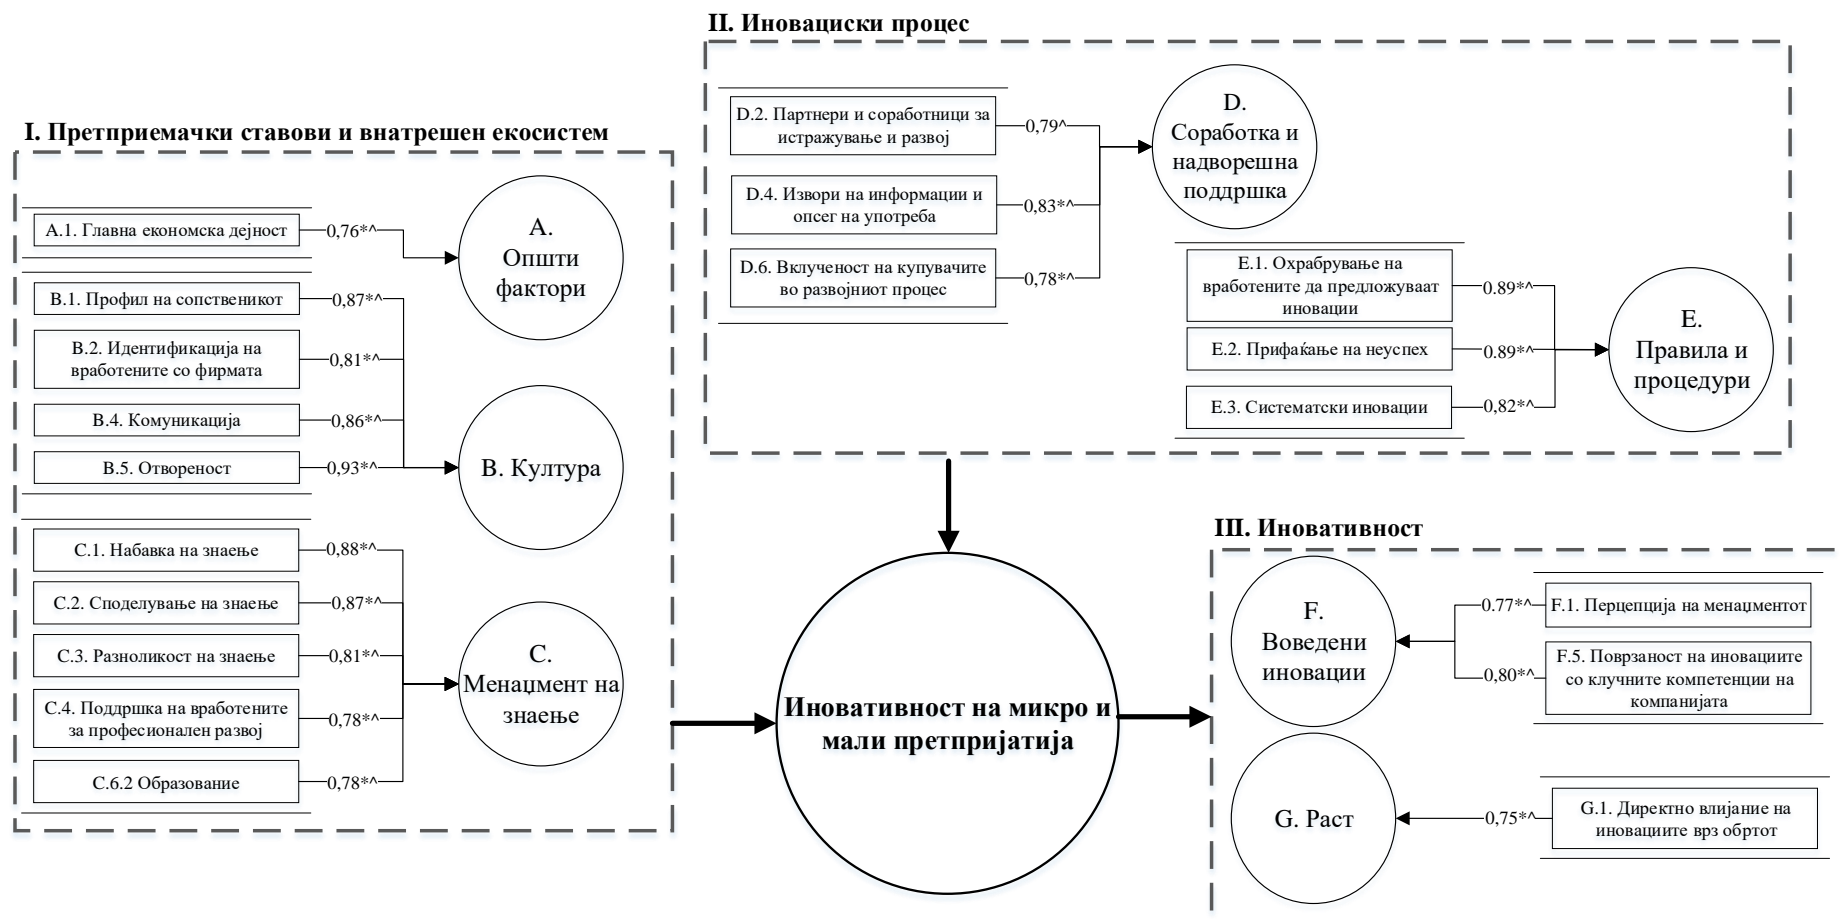 II. Иновациски процес
D.2. Партнери и соработници за
истражување и развој
0,79^
D.4. Извори на информации и
опсег на употреба
0,83*^
D.6. Вклученост на купувачите
во развојниот процес
0,78*^
D.
Соработка и
надворешна
поддршка
E.1. Охрабрување на
вработените да предложуваат
иновации
0.89*^
E.2. Прифаќање на неуспех
0.89*^
E.3. Систематски иновации
0,82*^
E.
Правила и
процедури
I. Претприемачки ставови и внатрешен екосистем
A.1. Главна економска дејност
0,76*^
A.
Општи
фактори
B.1. Профил на сопственикот
0,87*^
B.2. Идентификација на
вработените со фирмата
0,81*^
B.4. Комуникација
0,86*^
B.5. Отвореност
0,93*^
B. Култура
C.1. Набавка на знаење
0,88*^
C.2. Споделување на знаење
0,87*^
C.3. Разноликост на знаење
0,81*^
C.4. Поддршка на вработените
за професионален развој
0,78*^
C.6.2 Образование
0,78*^
C.
Менаџмент на
знаење
Иновативност на микро и
мали претпријатија
III. Иновативност
F.
Воведени
иновации
0.77*^
F.1. Перцепција на менаџментот
0,80*^
F.5. Поврзаност на иновациите
со клучните компетенции на
компанијата
G. Раст
0,75*^
G.1. Директно влијание на
иновациите врз обртот